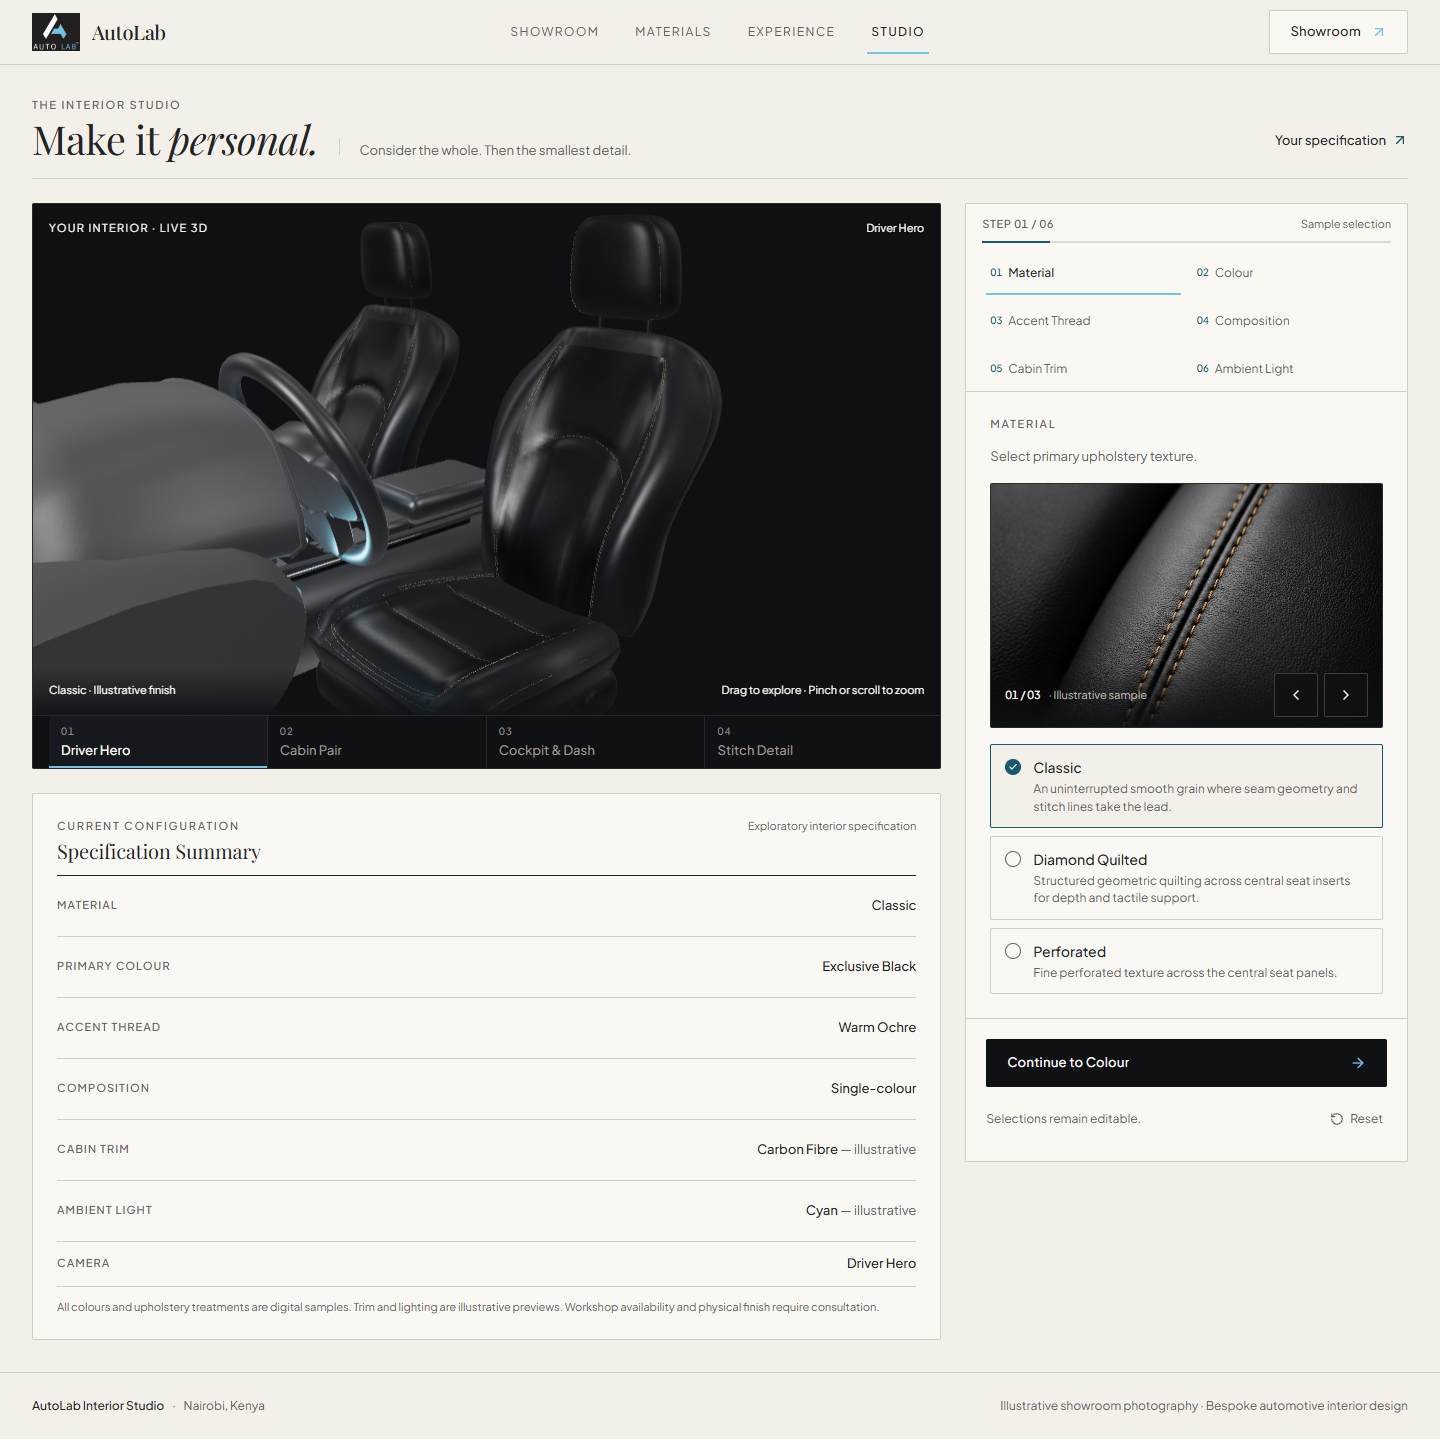 AUTO LAB
AutoLab
SHOWROOM
MATERIALS
EXPERIENCE
STUDIO
Showroom
THE INTERIOR STUDIO
Make it personal.
Consider the whole. Then the smallest detail.
Your specification
YOUR INTERIOR · LIVE 3D
Driver Hero
Classic · Illustrative finish
Drag to explore · Pinch or scroll to zoom
01
Driver Hero
02
Cabin Pair
03
Cockpit & Dash
04
Stitch Detail
CURRENT CONFIGURATION
Exploratory interior specification
Specification Summary
MATERIAL
Classic
PRIMARY COLOUR
Exclusive Black
ACCENT THREAD
Warm Ochre
COMPOSITION
Single-colour
CABIN TRIM
Carbon Fibre — illustrative
AMBIENT LIGHT
Cyan — illustrative
CAMERA
Driver Hero
All colours and upholstery treatments are digital samples. Trim and lighting are illustrative previews. Workshop availability and physical finish require consultation.
STEP 01 / 06
Sample selection
01 Material
02 Colour
03 Accent Thread
04 Composition
05 Cabin Trim
06 Ambient Light
MATERIAL
Select primary upholstery texture.
01 / 03 · Illustrative sample
Classic
An uninterrupted smooth grain where seam geometry and
stitch lines take the lead.
Diamond Quilted
Structured geometric quilting across central seat inserts
for depth and tactile support.
Perforated
Fine perforated texture across the central seat panels.
Continue to Colour
Selections remain editable.
Reset
AutoLab Interior Studio · Nairobi, Kenya
Illustrative showroom photography · Bespoke automotive interior design